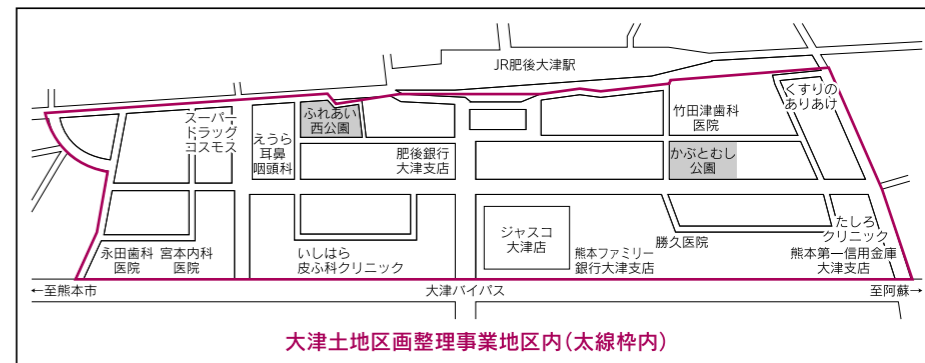 JR肥後大津駅
くすりの
ありあけ
竹田津歯科
医院
ふれあい
西公園
スーパー
ドラッグ
コスモス
えうら
耳鼻
咽頭科
肥後銀行
大津支店
かぶとむし
公園
たしろ
クリニック
熊本第一信用金庫
大津支店
ジャスコ
大津店
勝久医院
熊本ファミリー
銀行大津支店
永田歯科
医院
宮本内科
医院
いしはら
皮ふ科クリニック
←至熊本市
大津バイパス
至阿蘇→
大津土地区画整理事業地区内(太線枠内)